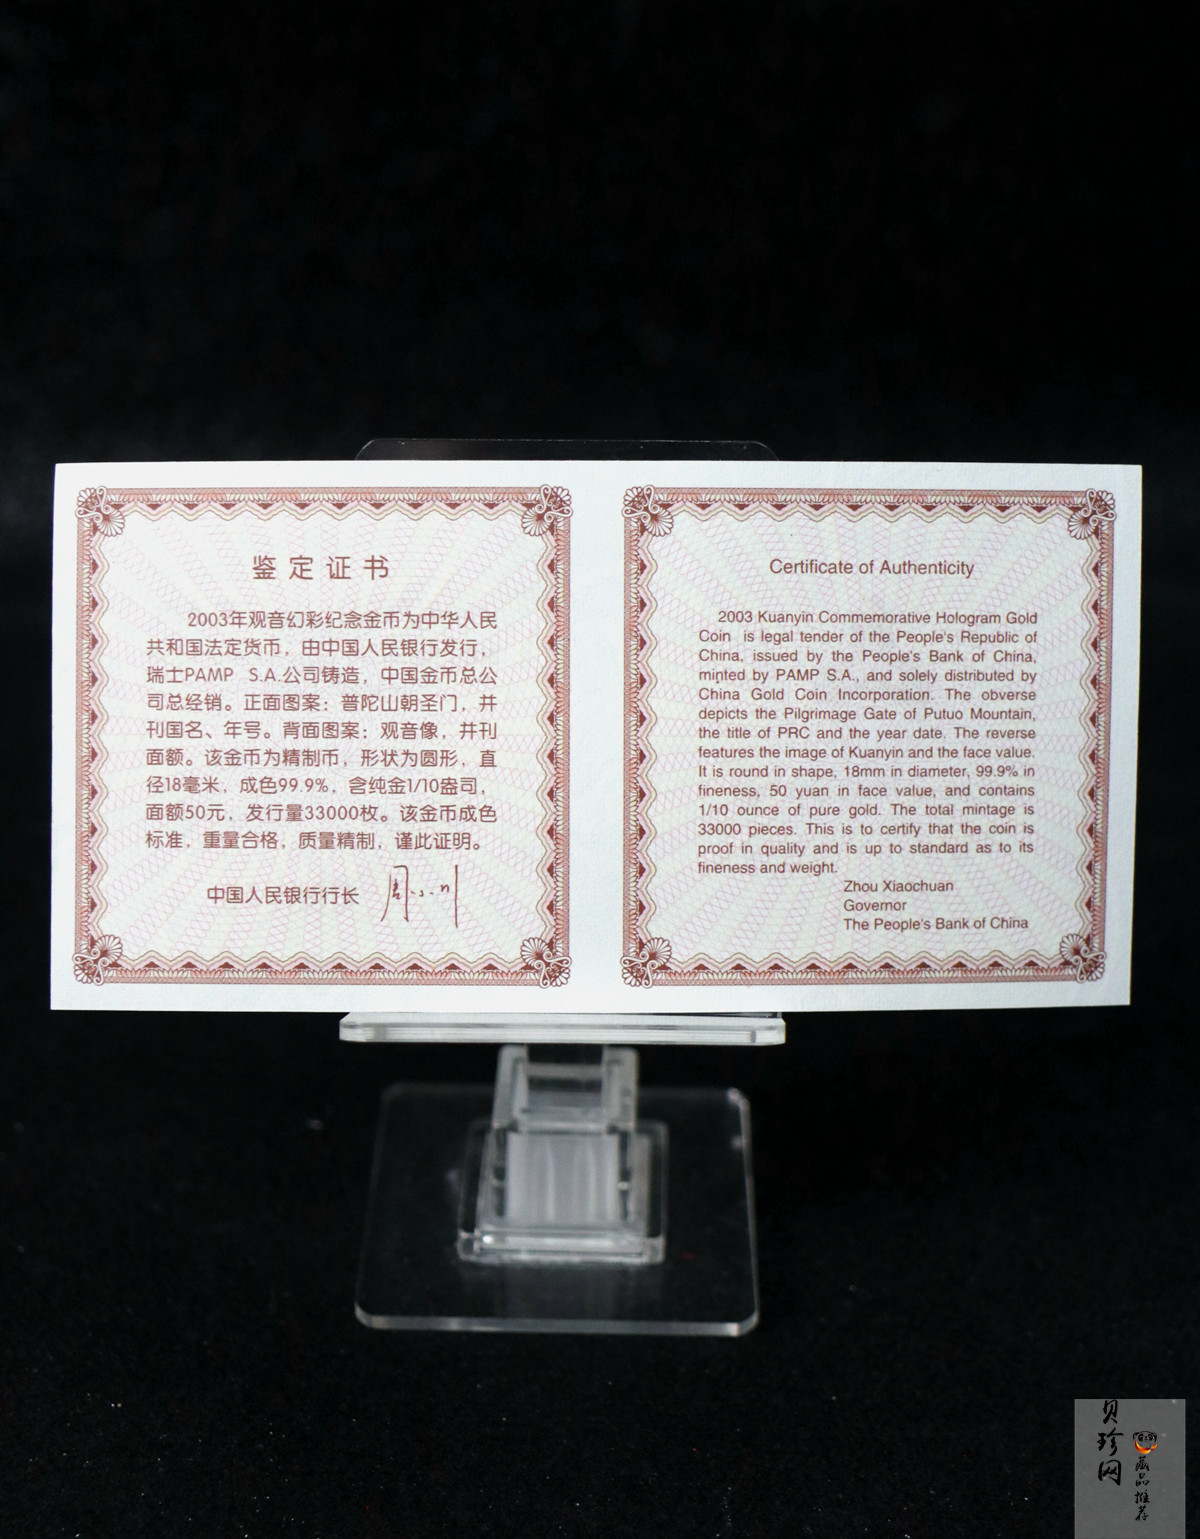 鉴定证书
2003年观音幻彩纪念金币为中华人民
共和国法定货币，由中国人民银行发行，
瑞士PAMP S.A.公司铸造，中国金币总公
司总经销。正面图案：普陀山朝圣门，并
刊国名、年号。背面图案：观音像，并刊
面额。该金币为精制币，形状为圆形，直
径18毫米，成色99.9%，含纯金1/10盎司，
面额50元，发行量33000枚。该金币成色
标准，重量合格，质量精制，谨此证明。
中国人民银行行长 周小川
Certificate of Authenticity
2003 Kuanyin Commemorative Hologram Gold
Coin is legal tender of the People's Republic of
China, issued by the People's Bank of China,
minted by PAMP S.A., and solely distributed by
China Gold Coin Incorporation. The obverse
depicts the Pilgrimage Gate of Putuo Mountain,
the title of PRC and the year date. The reverse
features the image of Kuanyin and the face value.
It is round in shape, 18mm in diameter, 99.9% in
fineness, 50 yuan in face value, and contains
1/10 ounce of pure gold. The total mintage is
33000 pieces. This is to certify that the coin is
proof in quality and is up to standard as to its
fineness and weight.
Zhou Xiaochuan
Governor
The People's Bank of China
贝珍网
藏品推荐